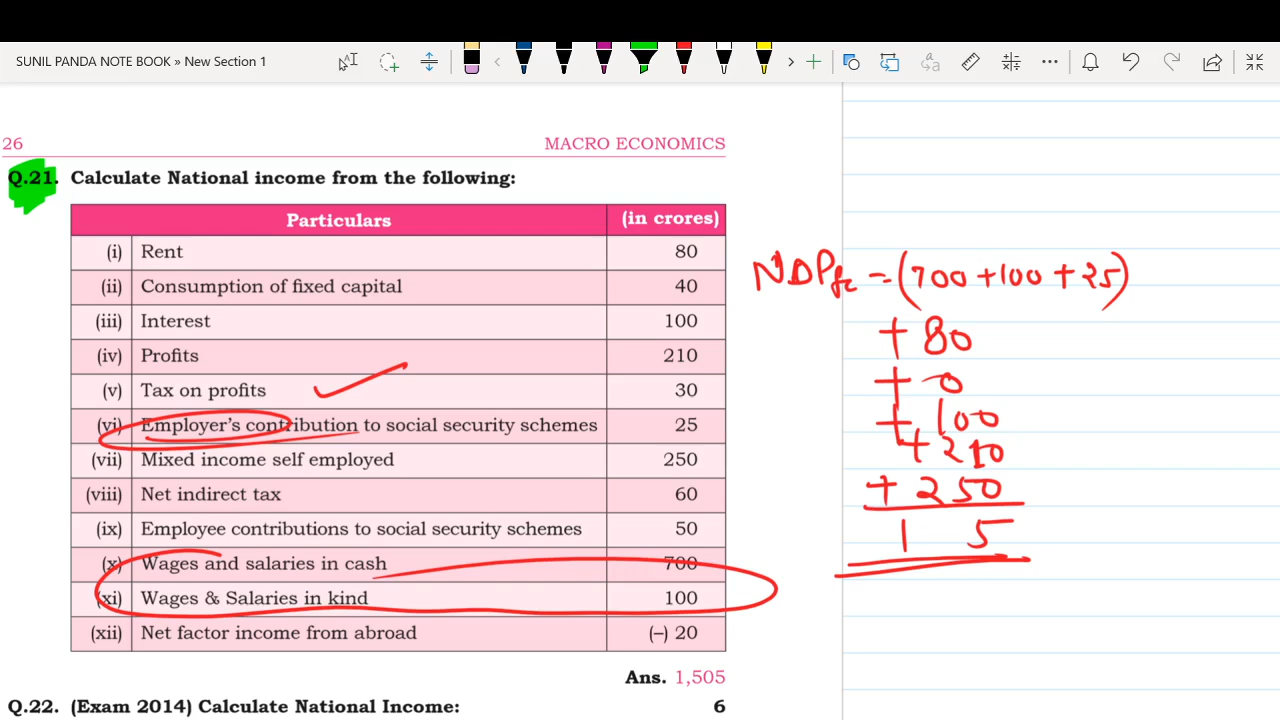 SUNIL PANDA NOTE BOOK » New Section 1
26 MACRO ECONOMICS
Q.21. Calculate National income from the following:
Particulars (in crores)
(i) Rent 80
(ii) Consumption of fixed capital 40
(iii) Interest 100
(iv) Profits 210
(v) Tax on profits 30
(vi) Employer's contribution to social security schemes 25
(vii) Mixed income self employed 250
(viii) Net indirect tax 60
(ix) Employee contributions to social security schemes 50
(x) Wages and salaries in cash 700
(xi) Wages & Salaries in kind 100
(xii) Net factor income from abroad (–) 20
Ans. 1,505
Q.22. (Exam 2014) Calculate National Income: 6
NDPfc = (700 +100 + 25)
+ 80
+ 0
+ 100
+ 210
+ 250
1 5